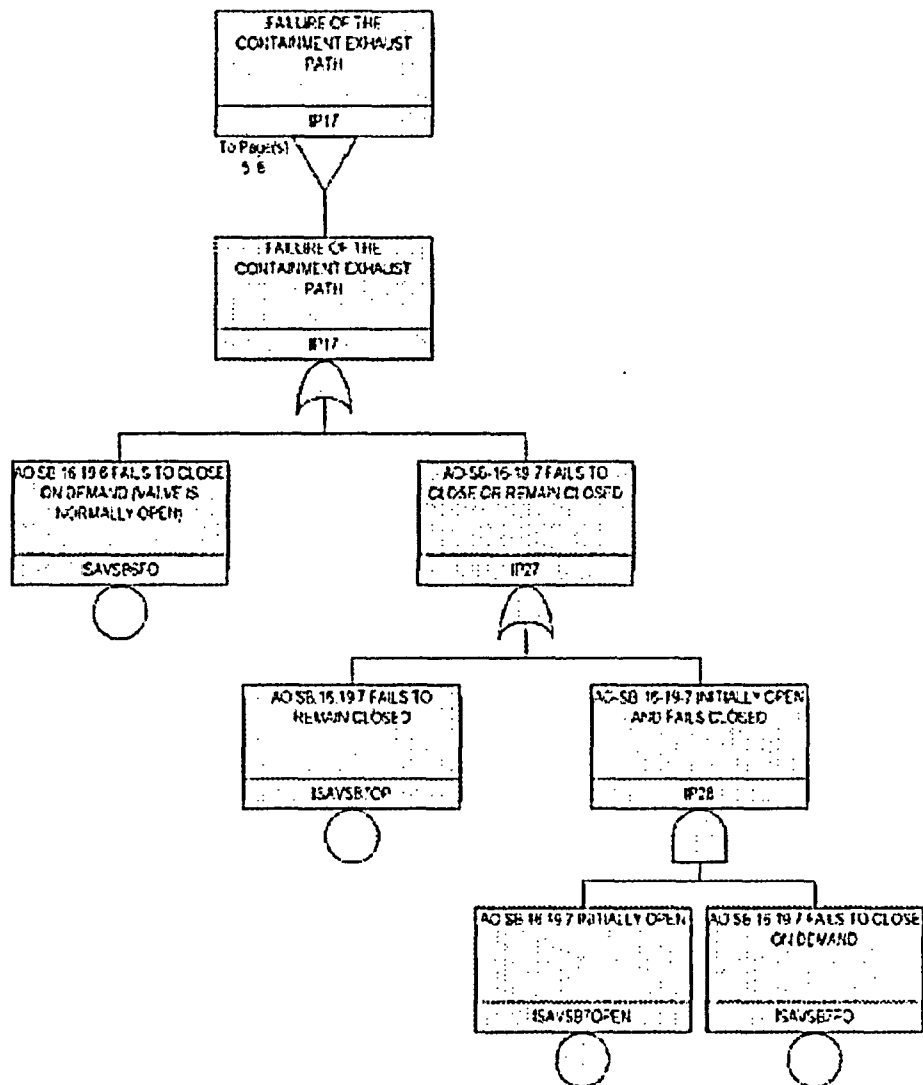 FAILURE OF THE
CONTAINMENT EXHAUST
PATH
IP17
To Page(s)
5 6
FAILURE OF THE
CONTAINMENT EXHAUST
PATH
IP17
AO SB 16 19 6 FAILS TO CLOSE
ON DEMAND (VALVE IS
NORMALLY OPEN)
ISAVSB6FO
AO-SB-16-19-7 FAILS TO
CLOSE OR REMAIN CLOSED
IP27
AO SB 16 19 7 FAILS TO
REMAIN CLOSED
ISAVSB7OP
AO-SB 16-19-7 INITIALLY OPEN
AND FAILS CLOSED
IP28
AO SB 16 19 7 INITIALLY OPEN
ISAVSB7OPEN
AO SB 16 19 7 FAILS TO CLOSE
ON DEMAND
ISAVSB7FO